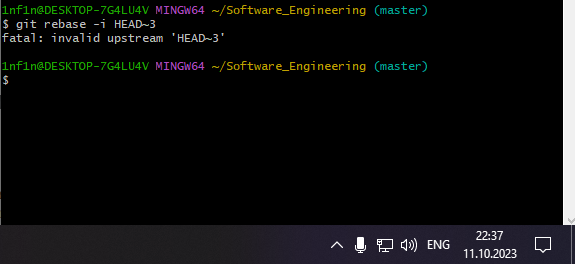 1nf1n@DESKTOP-7G4LU4V MINGW64 ~/Software_Engineering (master)
$ git rebase -i HEAD~3
fatal: invalid upstream 'HEAD~3'
1nf1n@DESKTOP-7G4LU4V MINGW64 ~/Software_Engineering (master)
$
22:37
ENG
11.10.2023